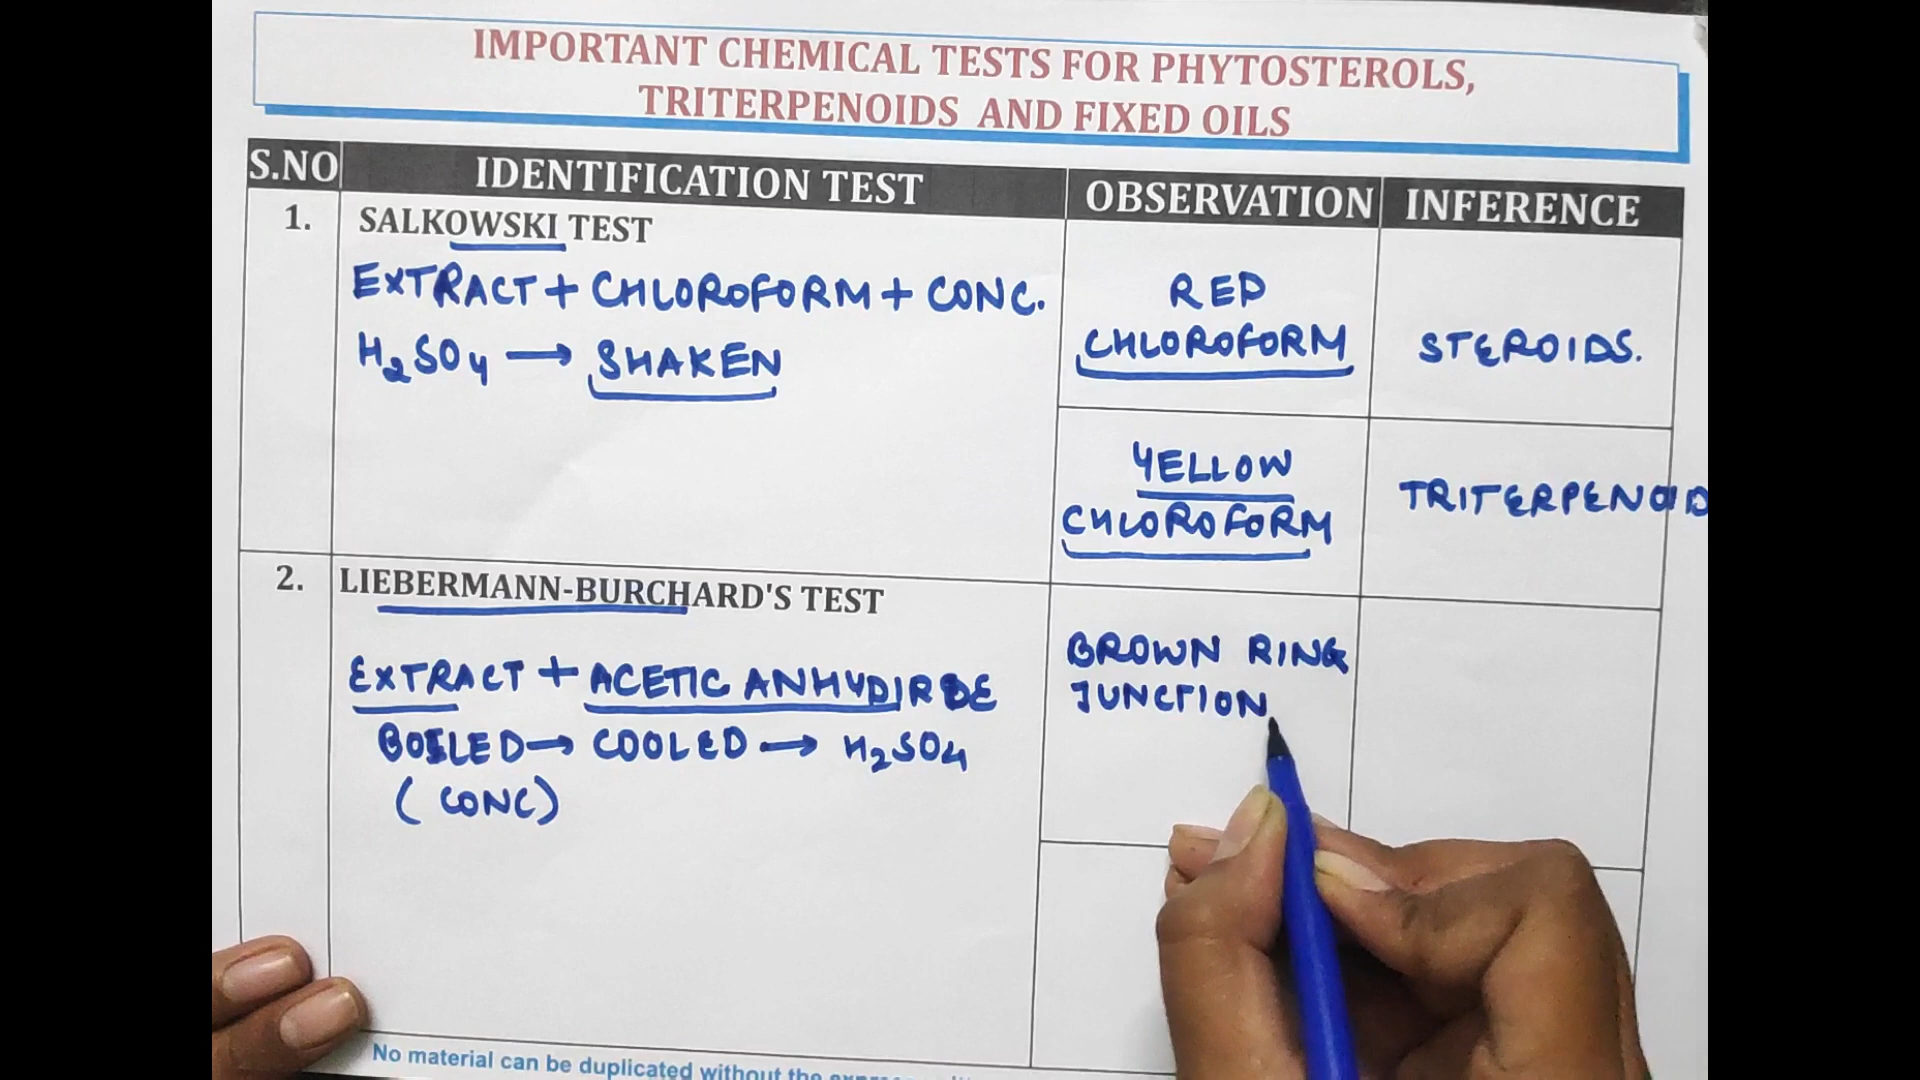 IMPORTANT CHEMICAL TESTS FOR PHYTOSTEROLS,
TRITERPENOIDS AND FIXED OILS
S.NO IDENTIFICATION TEST OBSERVATION INFERENCE
1. SALKOWSKI TEST
EXTRACT + CHLOROFORM + CONC.
H₂SO₄ → SHAKEN
RED
CHLOROFORM
STEROIDS.
YELLOW
CHLOROFORM
TRITERPENOID
2. LIEBERMANN-BURCHARD'S TEST
EXTRACT + ACETIC ANHYDIRDE
BOILED → COOLED → H₂SO₄
(CONC)
BROWN RING
JUNCTION
No material can be duplicated without the